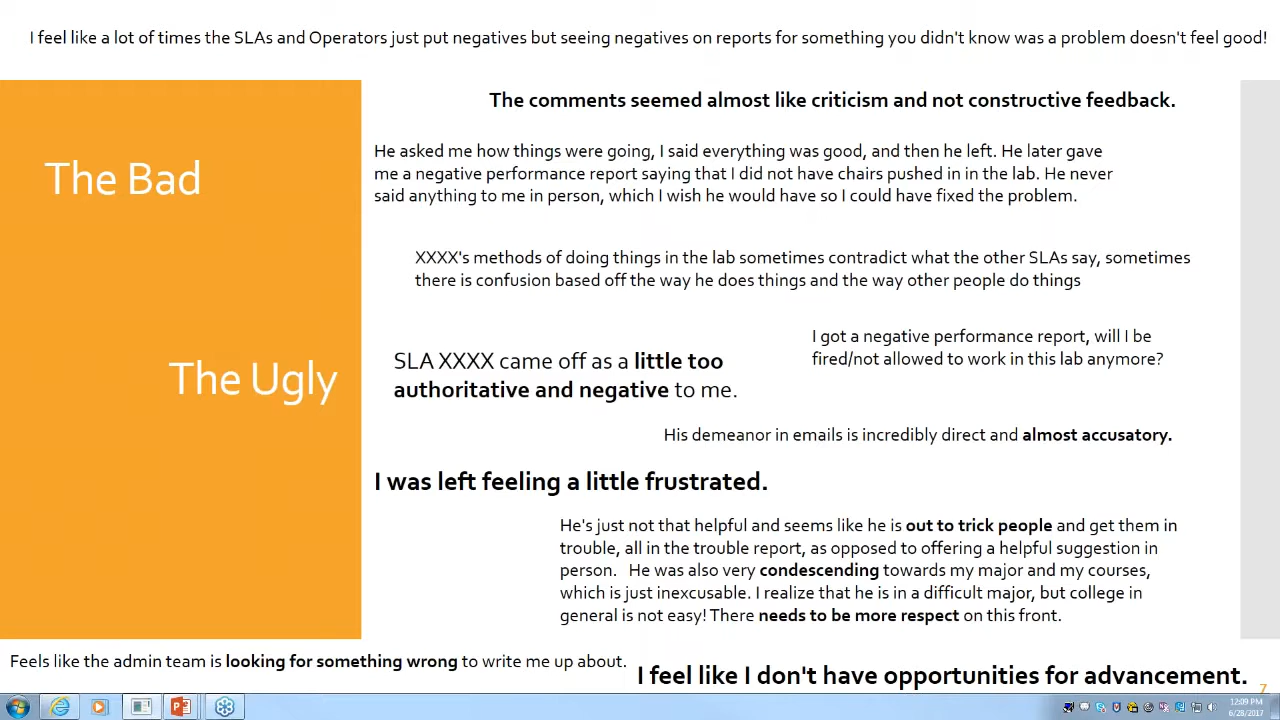 I feel like a lot of times the SLAs and Operators just put negatives but seeing negatives on reports for something you didn't know was a problem doesn't feel good!
The Bad
The comments seemed almost like criticism and not constructive feedback.
He asked me how things were going, I said everything was good, and then he left. He later gave
me a negative performance report saying that I did not have chairs pushed in in the lab. He never
said anything to me in person, which I wish he would have so I could have fixed the problem.
XXXX's methods of doing things in the lab sometimes contradict what the other SLAs say, sometimes
there is confusion based off the way he does things and the way other people do things
The Ugly
I got a negative performance report, will I be
fired/not allowed to work in this lab anymore?
SLA XXXX came off as a little too
authoritative and negative to me.
His demeanor in emails is incredibly direct and almost accusatory.
I was left feeling a little frustrated.
He's just not that helpful and seems like he is out to trick people and get them in
trouble, all in the trouble report, as opposed to offering a helpful suggestion in
person. He was also very condescending towards my major and my courses,
which is just inexcusable. I realize that he is in a difficult major, but college in
general is not easy! There needs to be more respect on this front.
Feels like the admin team is looking for something wrong to write me up about.
I feel like I don't have opportunities for advancement.
7
12:09 PM
6/28/2017